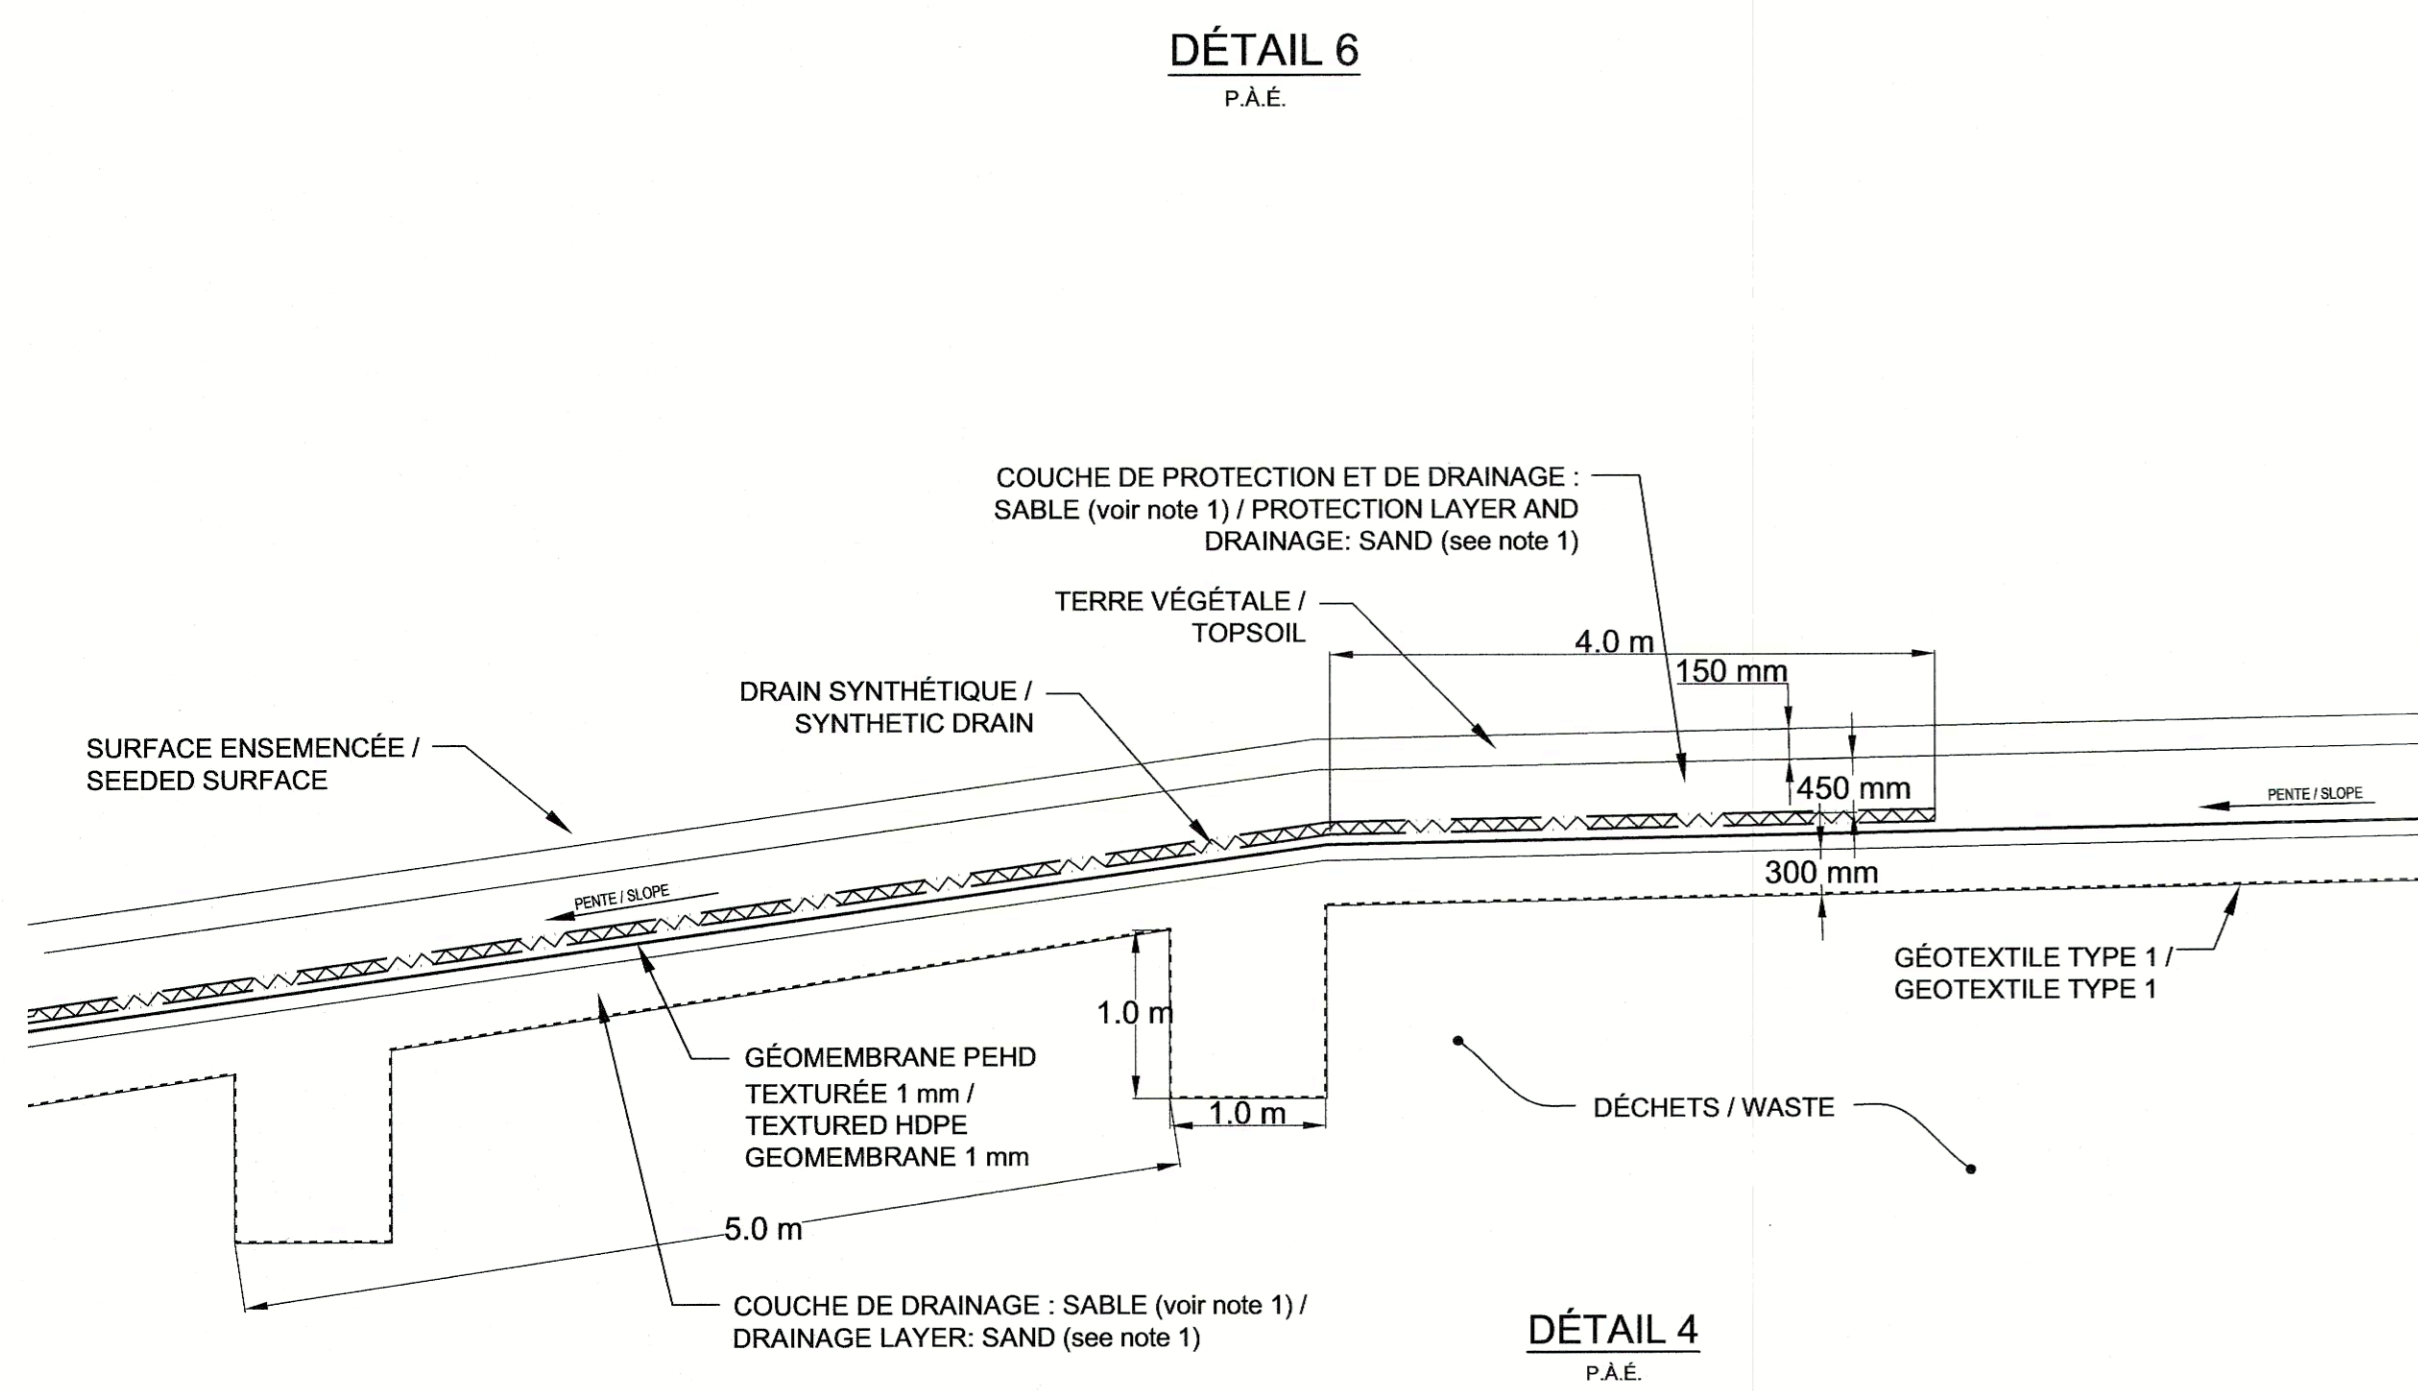 DÉTAIL 6
P.À.É.
COUCHE DE PROTECTION ET DE DRAINAGE :
SABLE (voir note 1) / PROTECTION LAYER AND
DRAINAGE: SAND (see note 1)
TERRE VÉGÉTALE /
TOPSOIL
4.0 m
150 mm
DRAIN SYNTHÉTIQUE /
SYNTHETIC DRAIN
SURFACE ENSEMENCÉE /
SEEDED SURFACE
450 mm
PENTE / SLOPE
300 mm
PENTE / SLOPE
GÉOTEXTILE TYPE 1 /
GEOTEXTILE TYPE 1
1.0 m
GÉOMEMBRANE PEHD
TEXTURÉE 1 mm /
TEXTURED HDPE
GEOMEMBRANE 1 mm
1.0 m
DÉCHETS / WASTE
5.0 m
COUCHE DE DRAINAGE : SABLE (voir note 1) /
DRAINAGE LAYER: SAND (see note 1)
DÉTAIL 4
P.À.É.